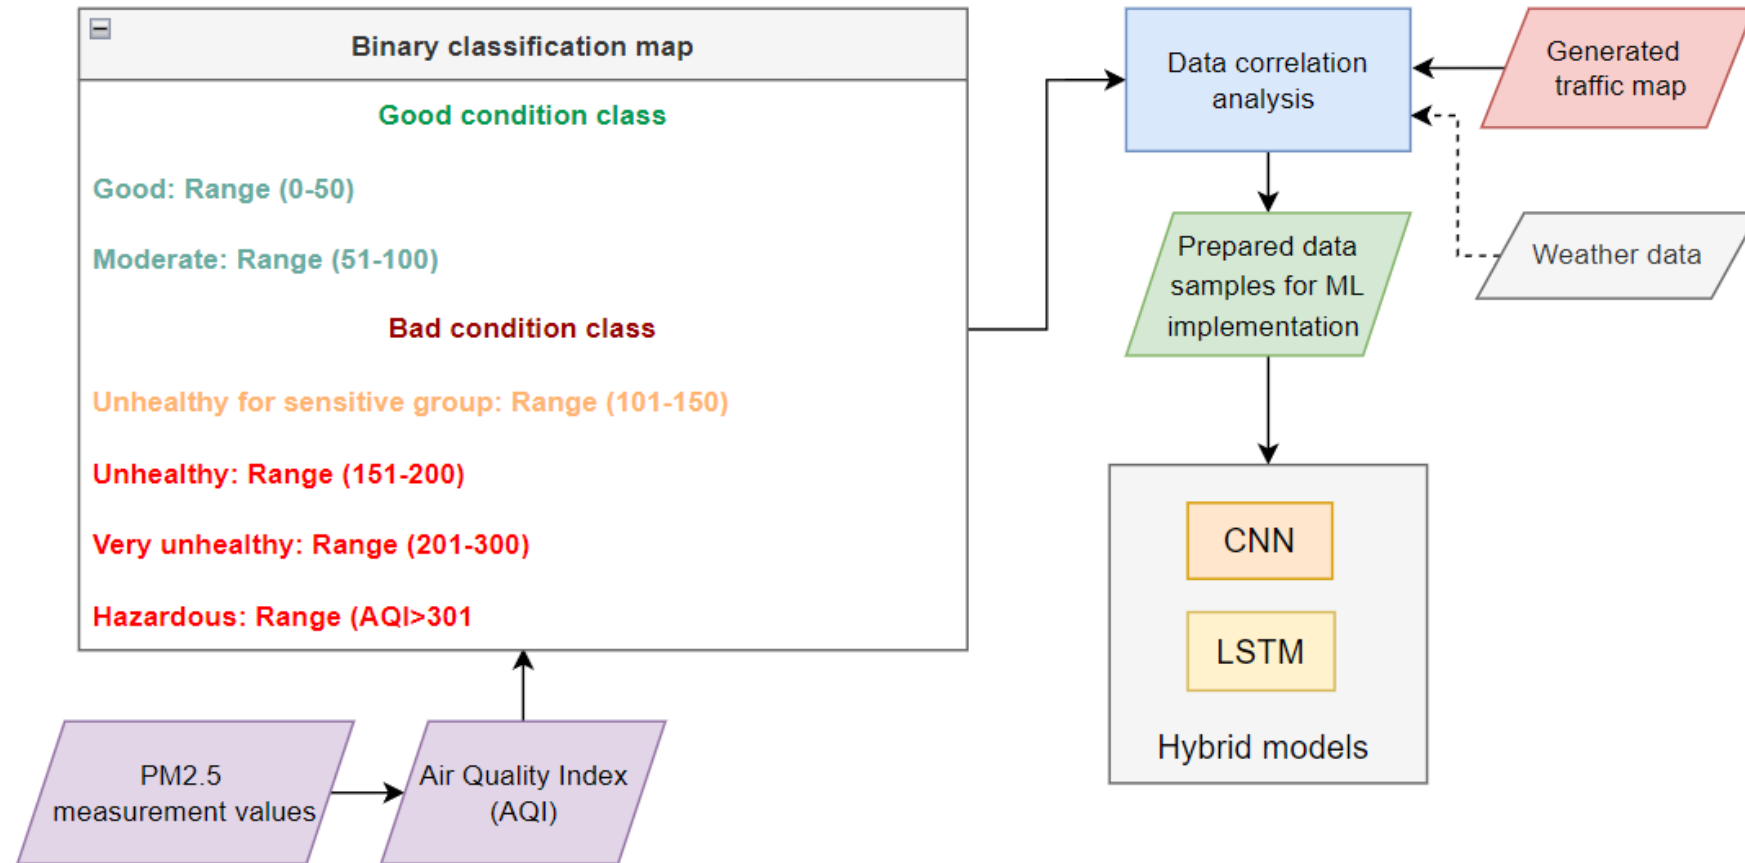 Binary classification map
Good condition class
Good: Range (0-50)
Moderate: Range (51-100)
Bad condition class
Unhealthy for sensitive group: Range (101-150)
Unhealthy: Range (151-200)
Very unhealthy: Range (201-300)
Hazardous: Range (AQI>301
PM2.5
measurement values
Air Quality Index
(AQI)
Data correlation
analysis
Generated
traffic map
Weather data
Prepared data
samples for ML
implementation
CNN
LSTM
Hybrid models